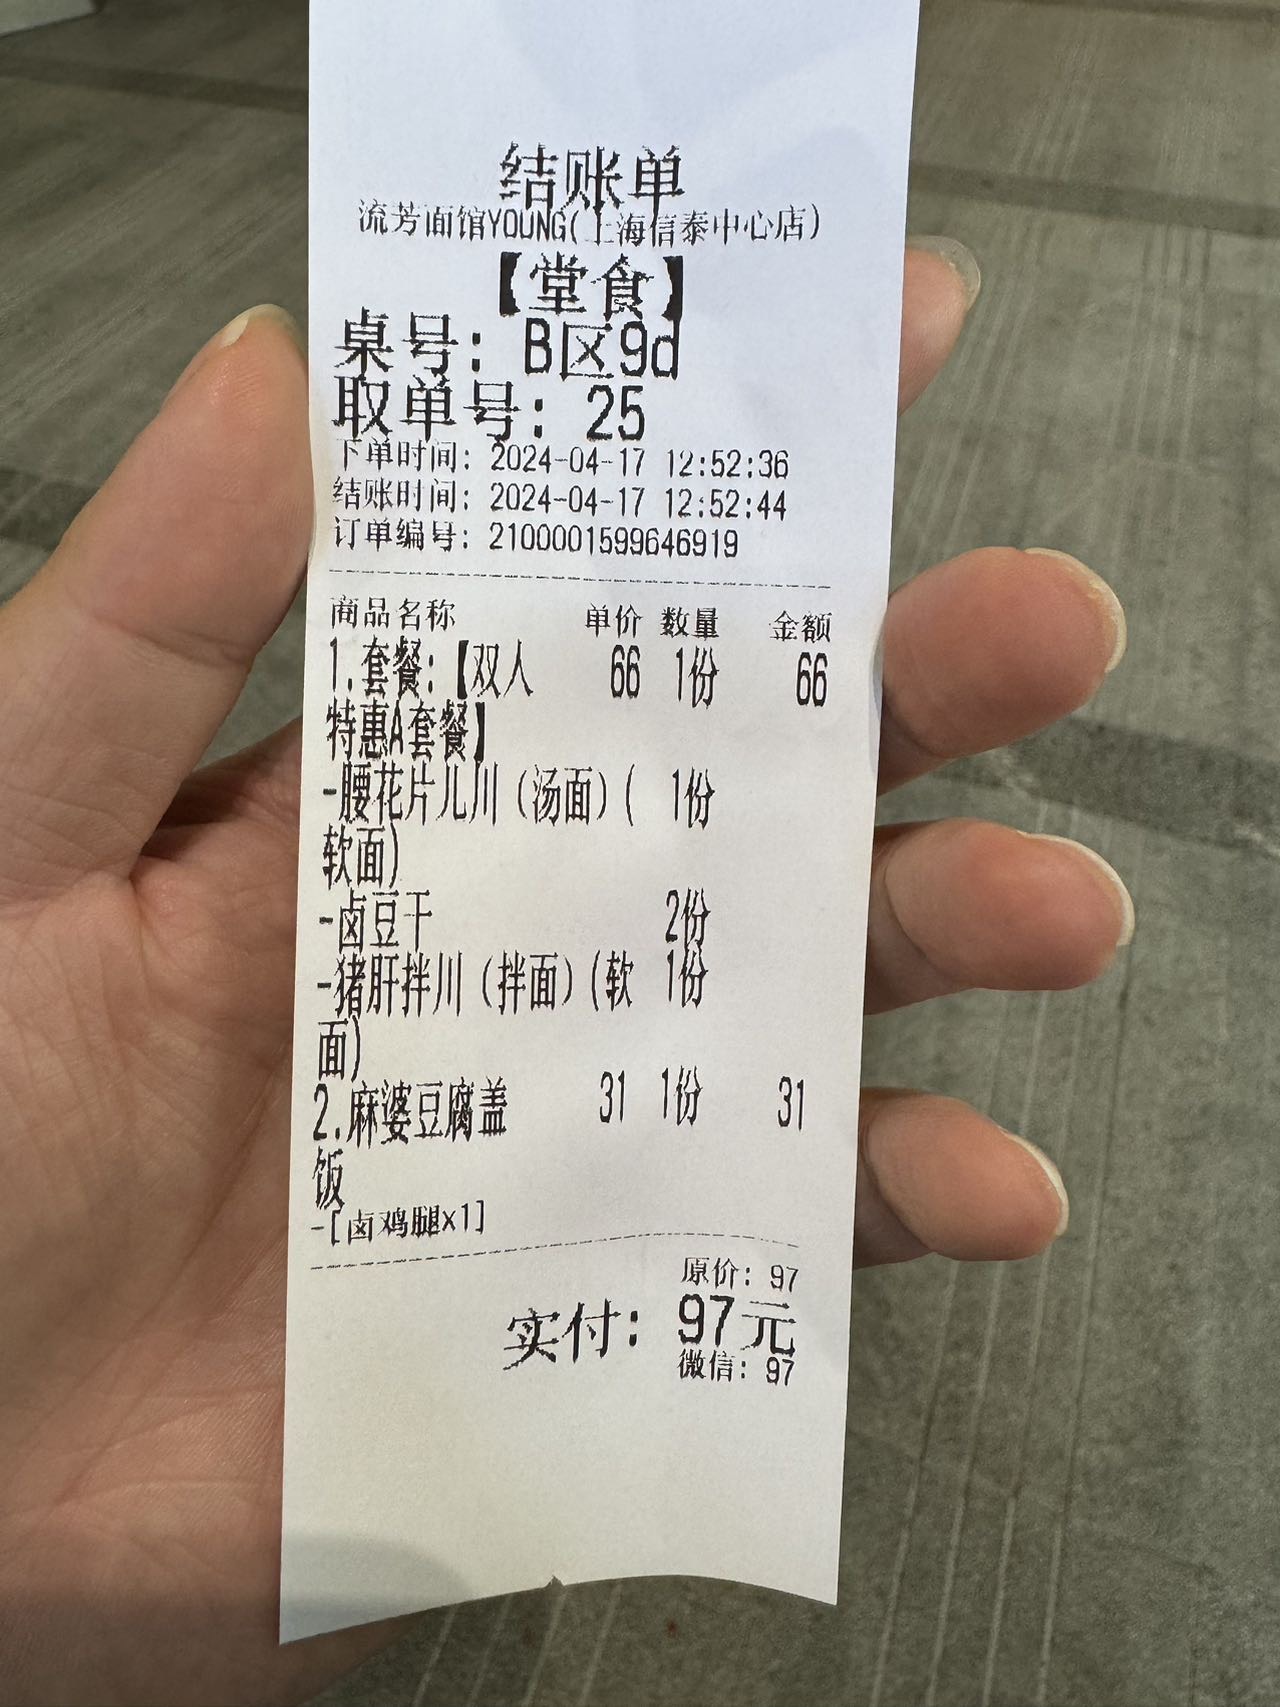 结账单
流芳面馆YOUNG(上海信泰中心店)
【堂食】
桌号: B区9d
取单号: 25
下单时间: 2024-04-17 12:52:36
结账时间: 2024-04-17 12:52:44
订单编号: 2100001599646919
商品名称 单价 数量 金额
1.套餐:【双人 66 1份 66
特惠A套餐】
-腰花片儿川（汤面）( 1份
软面)
-卤豆干 2份
-猪肝拌川（拌面）(软 1份
面)
2.麻婆豆腐盖 31 1份 31
饭
-[卤鸡腿x1]
原价: 97
实付: 97元
微信: 97